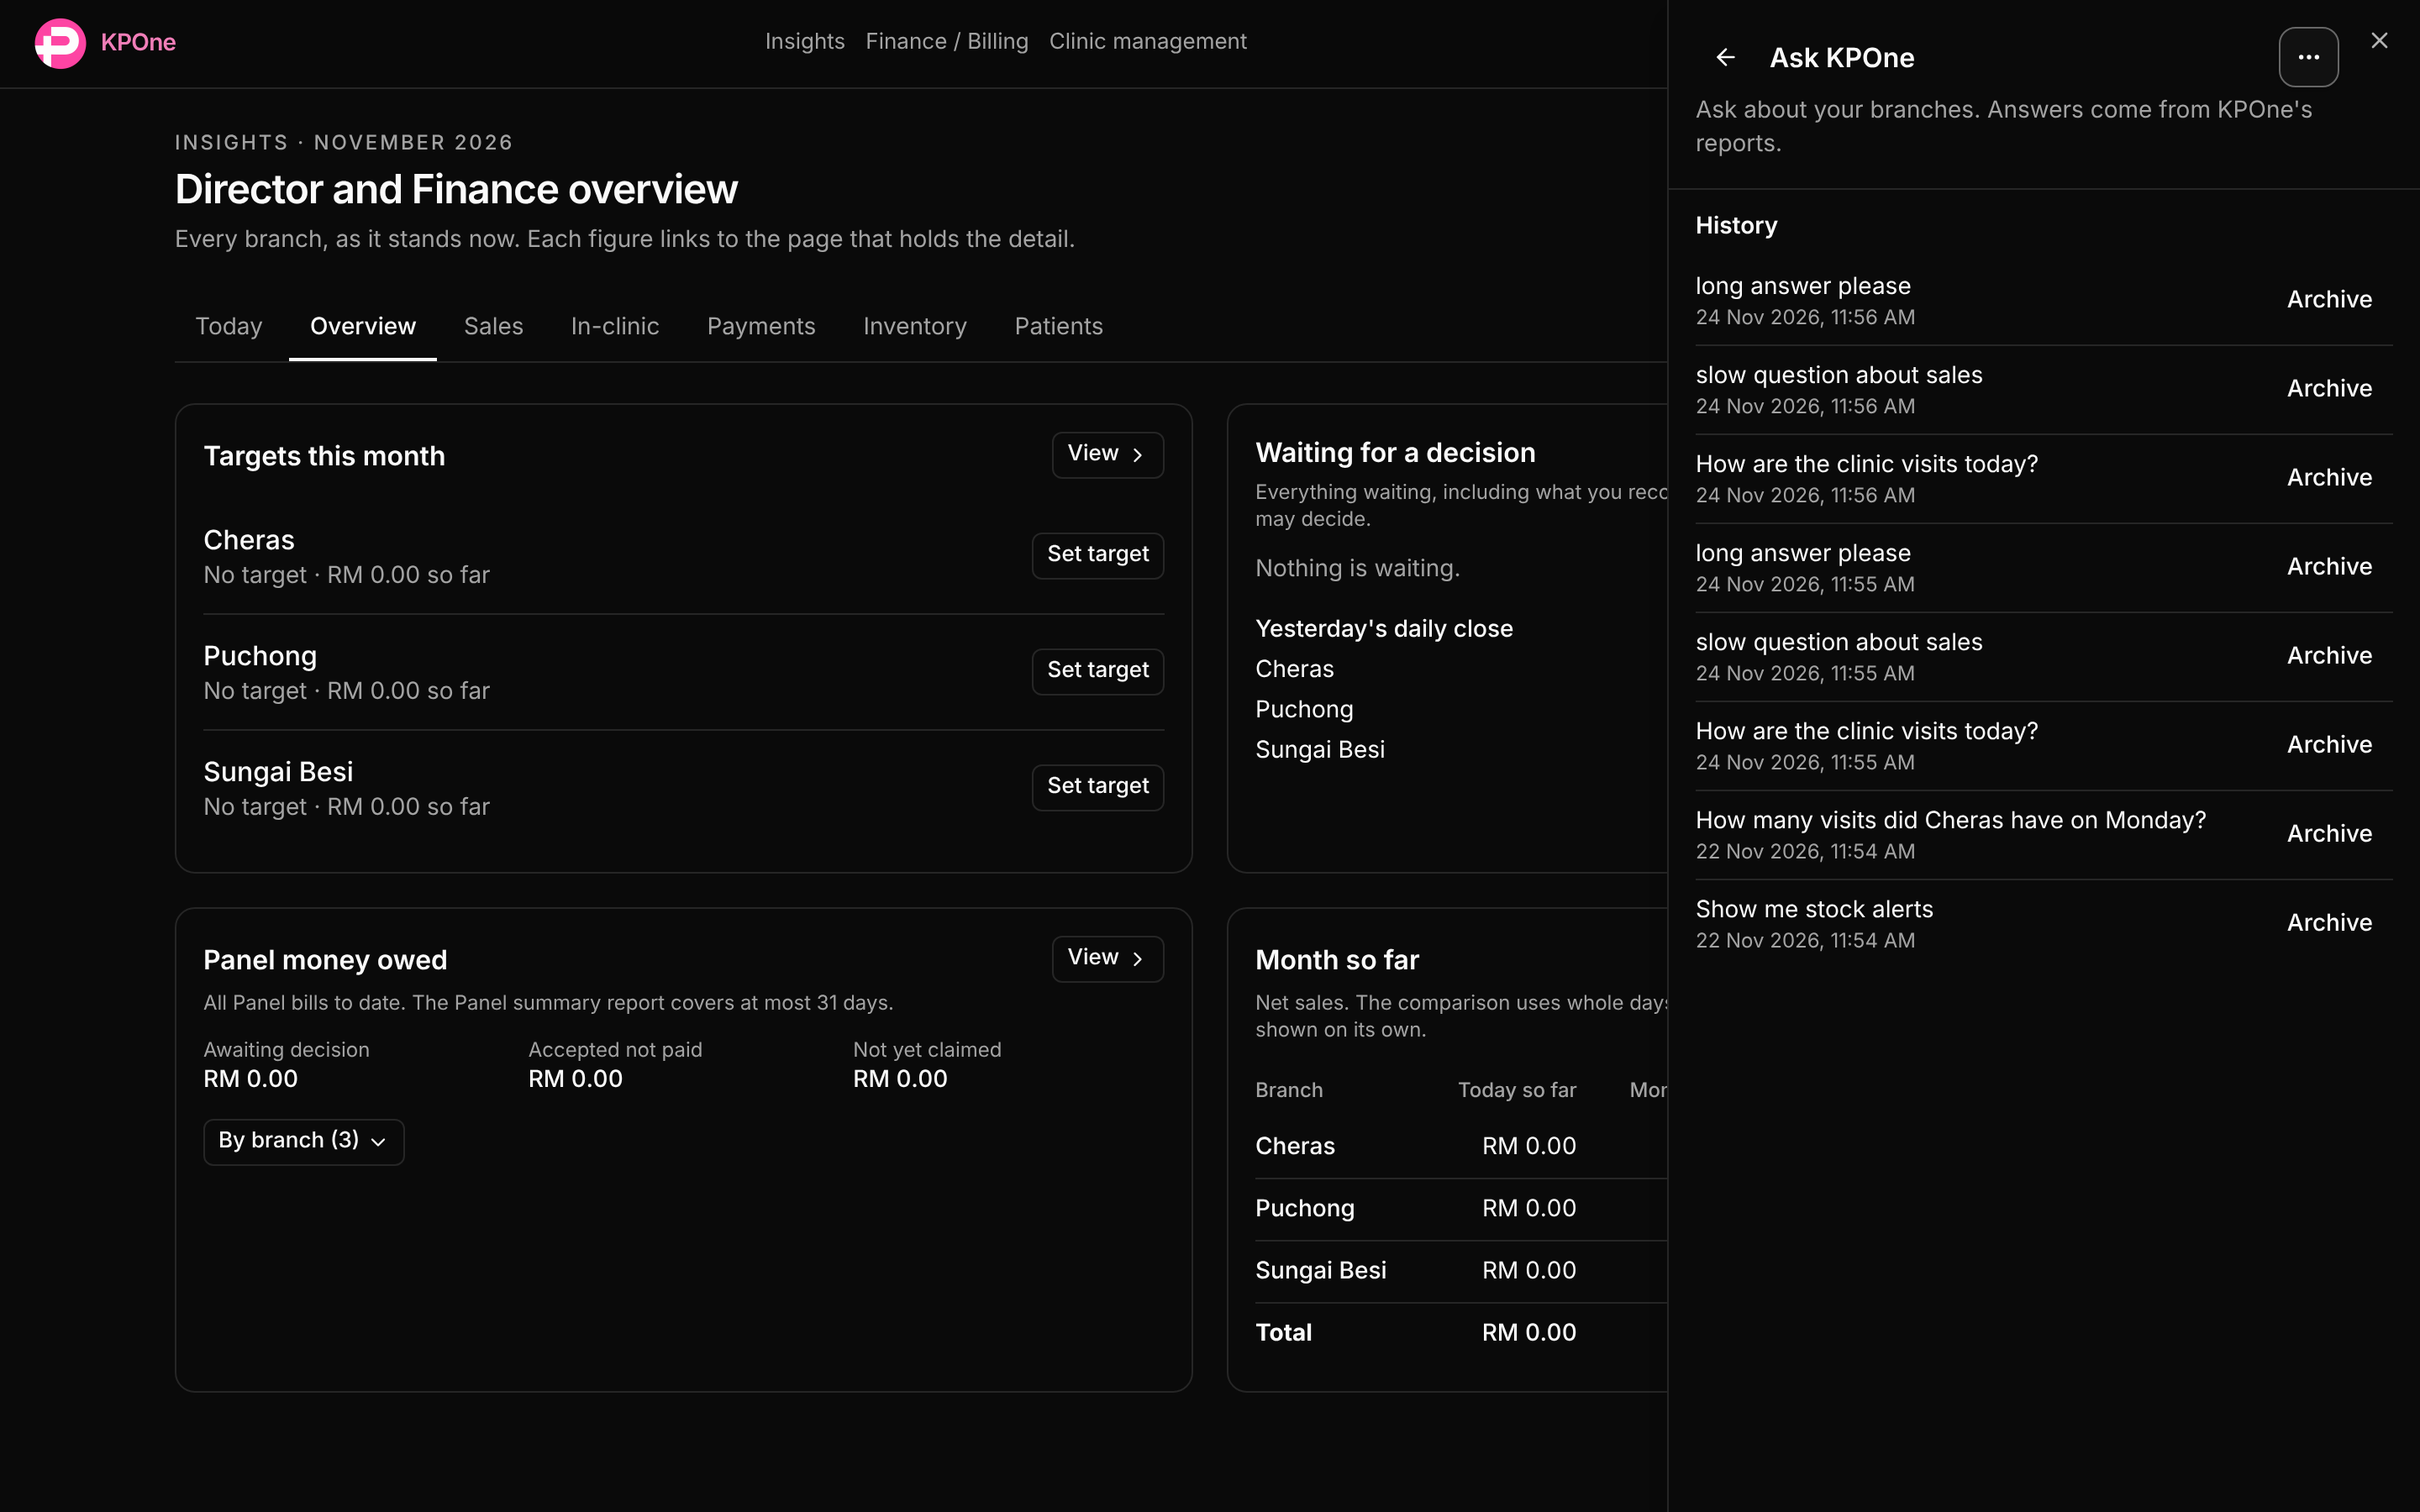 KPOne
Insights
Finance / Billing
Clinic management
INSIGHTS · NOVEMBER 2026
Director and Finance overview
Every branch, as it stands now. Each figure links to the page that holds the detail.
Today
Overview
Sales
In-clinic
Payments
Inventory
Patients
Targets this month
View
Cheras
No target · RM 0.00 so far
Set target
Puchong
No target · RM 0.00 so far
Set target
Sungai Besi
No target · RM 0.00 so far
Set target
Waiting for a decision
Everything waiting, including what you
may decide.
Nothing is waiting.
Yesterday's daily close
Cheras
Puchong
Sungai Besi
Panel money owed
View
All Panel bills to date. The Panel summary report covers at most 31 days.
Awaiting decision
RM 0.00
Accepted not paid
RM 0.00
Not yet claimed
RM 0.00
By branch (3)
Month so far
Net sales. The comparison uses whole days
shown on its own.
Branch
Today so far
Cheras
RM 0.00
Puchong
RM 0.00
Sungai Besi
RM 0.00
Total
RM 0.00
Ask KPOne
Ask about your branches. Answers come from KPOne's
reports.
History
long answer please
24 Nov 2026, 11:56 AM
Archive
slow question about sales
24 Nov 2026, 11:56 AM
Archive
How are the clinic visits today?
24 Nov 2026, 11:56 AM
Archive
long answer please
24 Nov 2026, 11:55 AM
Archive
slow question about sales
24 Nov 2026, 11:55 AM
Archive
How are the clinic visits today?
24 Nov 2026, 11:55 AM
Archive
How many visits did Cheras have on Monday?
22 Nov 2026, 11:54 AM
Archive
Show me stock alerts
22 Nov 2026, 11:54 AM
Archive